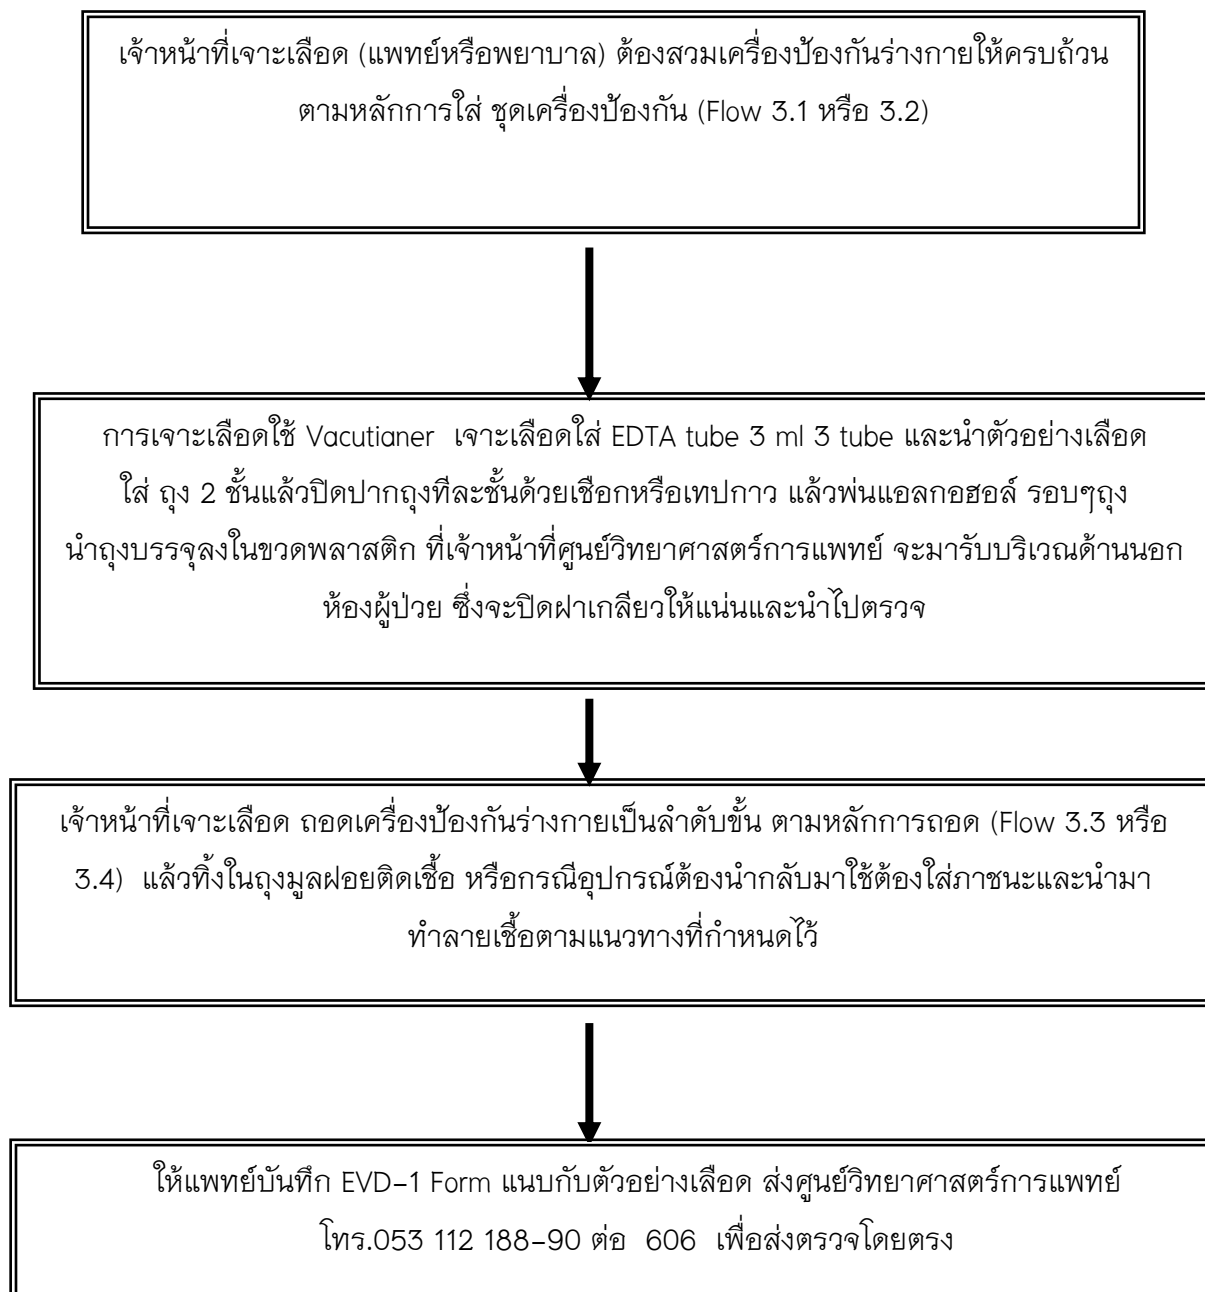 เจ้าหน้าที่เจาะเลือด (แพทย์หรือพยาบาล) ต้องสวมเครื่องป้องกันร่างกายให้ครบถ้วน
ตามหลักการใส่ ชุดเครื่องป้องกัน (Flow 3.1 หรือ 3.2)
การเจาะเลือดใช้ Vacutianer เจาะเลือดใส่ EDTA tube 3 ml 3 tube และนำตัวอย่างเลือด
ใส่ ถุง 2 ชั้นแล้วปิดปากถุงทีละชั้นด้วยเชือกหรือเทปกาว แล้วพ่นแอลกอฮอล์ รอบๆถุง
นำถุงบรรจุลงในขวดพลาสติก ที่เจ้าหน้าที่ศูนย์วิทยาศาสตร์การแพทย์ จะมารับบริเวณด้านนอก
ห้องผู้ป่วย ซึ่งจะปิดฝาเกลียวให้แน่นและนำไปตรวจ
เจ้าหน้าที่เจาะเลือด ถอดเครื่องป้องกันร่างกายเป็นลำดับขั้น ตามหลักการถอด (Flow 3.3 หรือ
3.4) แล้วทิ้งในถุงมูลฝอยติดเชื้อ หรือกรณีอุปกรณ์ต้องนำกลับมาใช้ต้องใส่ภาชนะและนำมา
ทำลายเชื้อตามแนวทางที่กำหนดไว้
ให้แพทย์บันทึก EVD-1 Form แนบกับตัวอย่างเลือด ส่งศูนย์วิทยาศาสตร์การแพทย์
โทร.053 112 188-90 ต่อ 606 เพื่อส่งตรวจโดยตรง